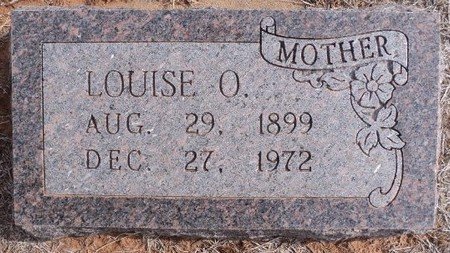 MOTHER
LOUISE O.
AUG. 29, 1899
DEC. 27, 1972